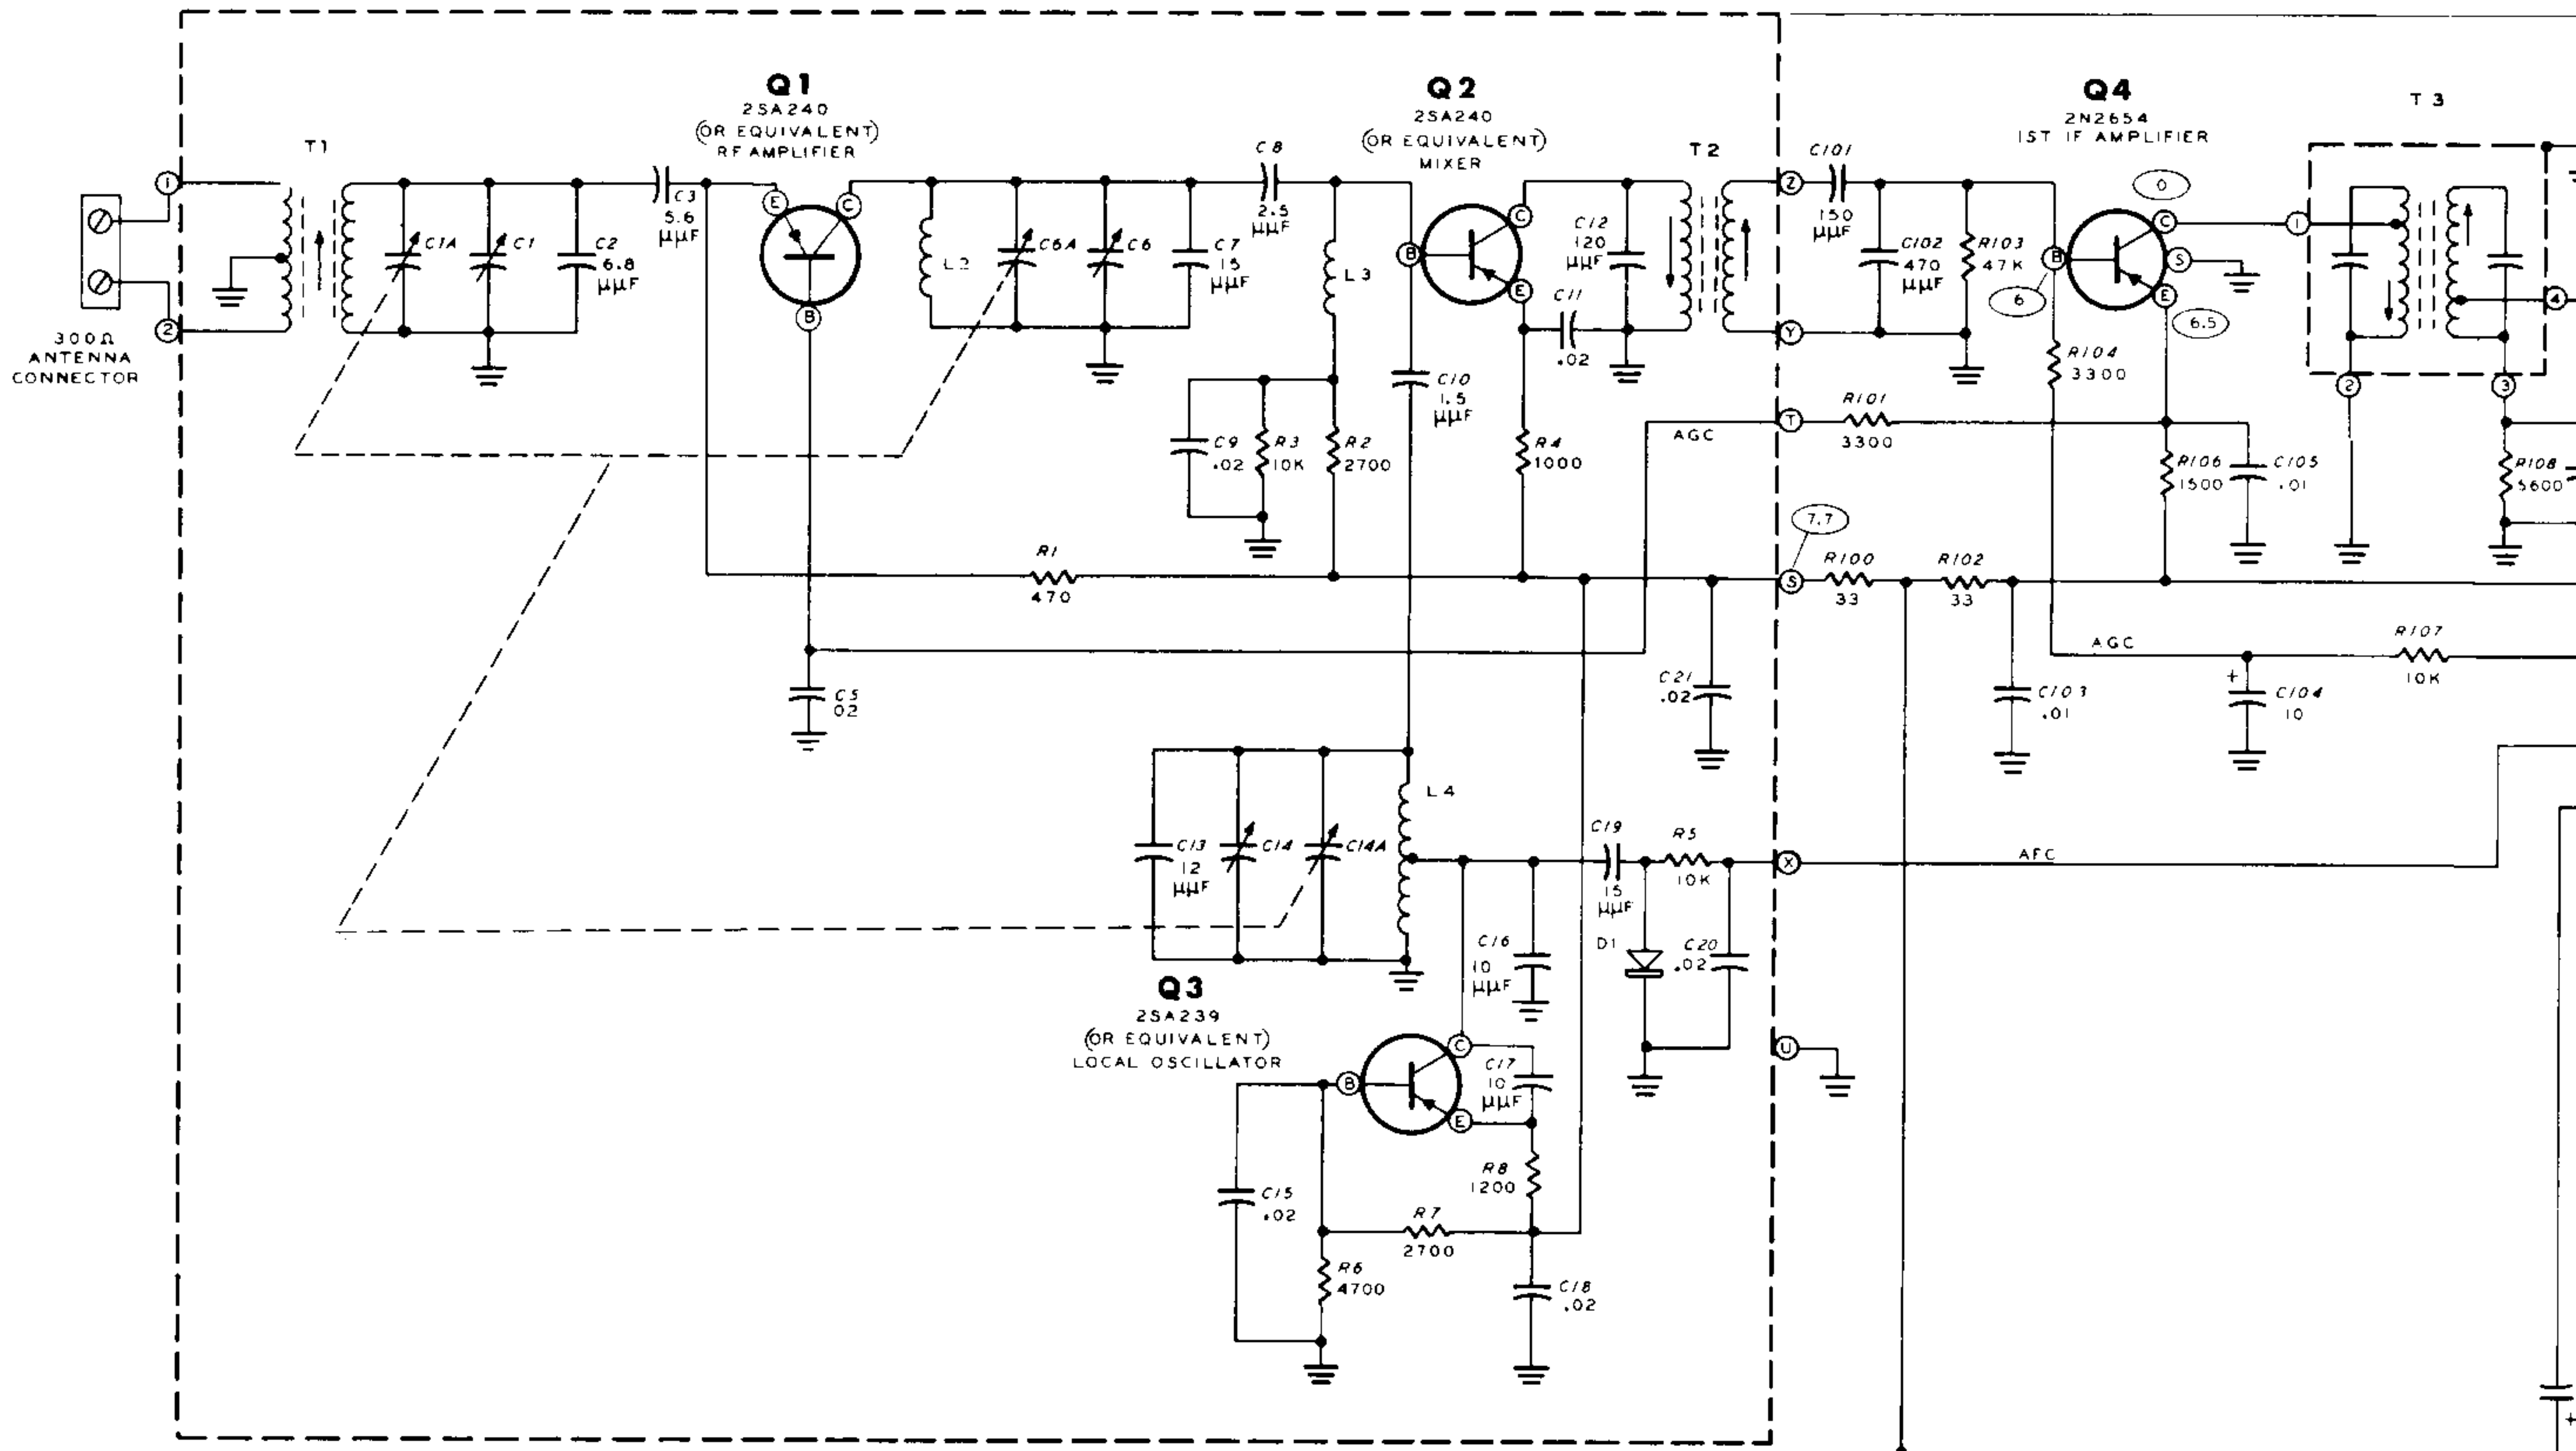 300Ω
ANTENNA
CONNECTOR
1
2
T1
C1A
C1
C2
6.8
µµF
C3
5.6
µµF
Q1
2SA240
(OR EQUIVALENT)
RF AMPLIFIER
E
C
B
L2
C6A
C6
C7
15
µµF
C8
2.5
µµF
L3
Q2
2SA240
(OR EQUIVALENT)
MIXER
B
C
E
C11
.02
C12
120
µµF
T2
C9
.02
R3
10K
R2
2700
C10
1.5
µµF
R4
1000
R1
470
C5
02
AGC
C21
.02
Z
Y
T
S
X
U
7.7
C101
150
µµF
C102
470
µµF
R103
47K
Q4
2N2654
1ST IF AMPLIFIER
0
C
S
B
E
6
6.5
R104
3300
R101
3300
R106
1500
C105
.01
R100
33
R102
33
AGC
R107
10K
C103
.01
+
C104
10
T3
1
4
2
3
R108
5600
L4
C13
12
µµF
C14
C14A
C19
15
µµF
R5
10K
AFC
C16
10
µµF
D1
C20
.02
Q3
2SA239
(OR EQUIVALENT)
LOCAL OSCILLATOR
B
C
E
C17
10
µµF
R8
1200
C15
.02
R7
2700
R6
4700
C18
.02
+